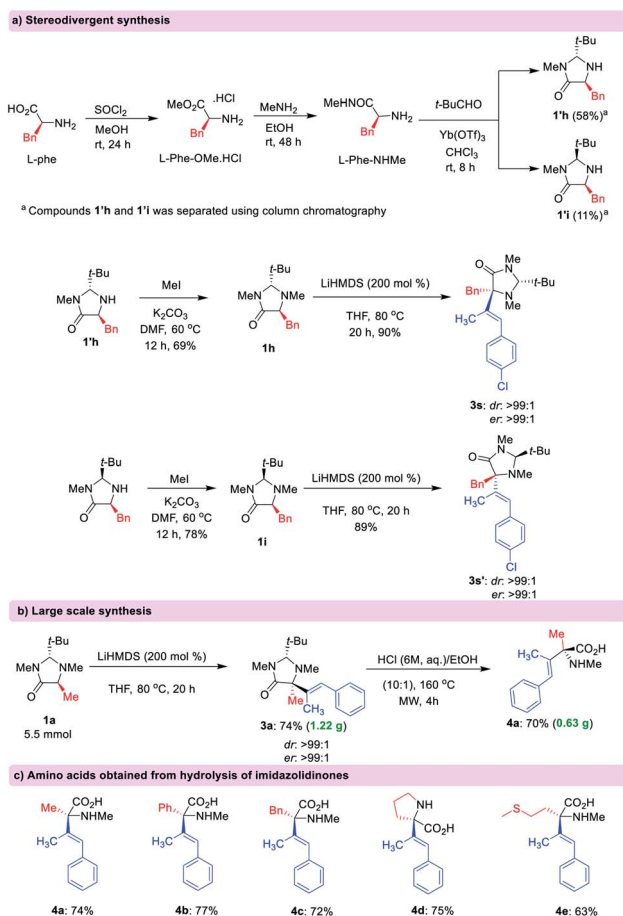 a) Stereodivergent synthesis
t-Bu
MeN NH
O Bn
1'h (58%)ᵃ
HO₂C
NH₂
Bn
L-phe
SOCl₂
MeOH
rt, 24 h
.HCl
MeO₂C
NH₂
Bn
L-Phe-OMe.HCl
MeNH₂
EtOH
rt, 48 h
MeHNOC
NH₂
Bn
L-Phe-NHMe
t-BuCHO
Yb(OTf)₃
CHCl₃
rt, 8 h
t-Bu
MeN NH
O Bn
1'i (11%)ᵃ
ᵃ Compounds 1'h and 1'i was separated using column chromatography
t-Bu
MeN NH
O Bn
1'h
MeI
K₂CO₃
DMF, 60 ºC
12 h, 69%
t-Bu
MeN NMe
O Bn
1h
LiHMDS (200 mol %)
THF, 80 ºC
20 h, 90%
Me
O N
t-Bu
Bn N
Me
H₃C
Cl
3s: dr: >99:1
er: >99:1
t-Bu
MeN NH
O Bn
MeI
K₂CO₃
DMF, 60 ºC
12 h, 78%
t-Bu
MeN NMe
O Bn
1i
LiHMDS (200 mol %)
THF, 80 ºC, 20 h
89%
Me
O N
t-Bu
Bn N
Me
H₃C
Cl
3s': dr: >99:1
er: >99:1
b) Large scale synthesis
t-Bu
MeN NMe
O Me
1a
5.5 mmol
LiHMDS (200 mol %)
THF, 80 ºC, 20 h
t-Bu
MeN NMe
O
Me
CH₃
3a: 74% (1.22 g)
dr: >99:1
er: >99:1
HCl (6M, aq.)/EtOH
(10:1), 160 ºC
MW, 4h
Me
H₃C CO₂H
NHMe
4a: 70% (0.63 g)
c) Amino acids obtained from hydrolysis of imidazolidinones
CO₂H
Me NHMe
H₃C
4a: 74%
CO₂H
Ph NHMe
H₃C
4b: 77%
CO₂H
Bn NHMe
H₃C
4c: 72%
NH
CO₂H
H₃C
4d: 75%
S CO₂H
NHMe
H₃C
4e: 63%